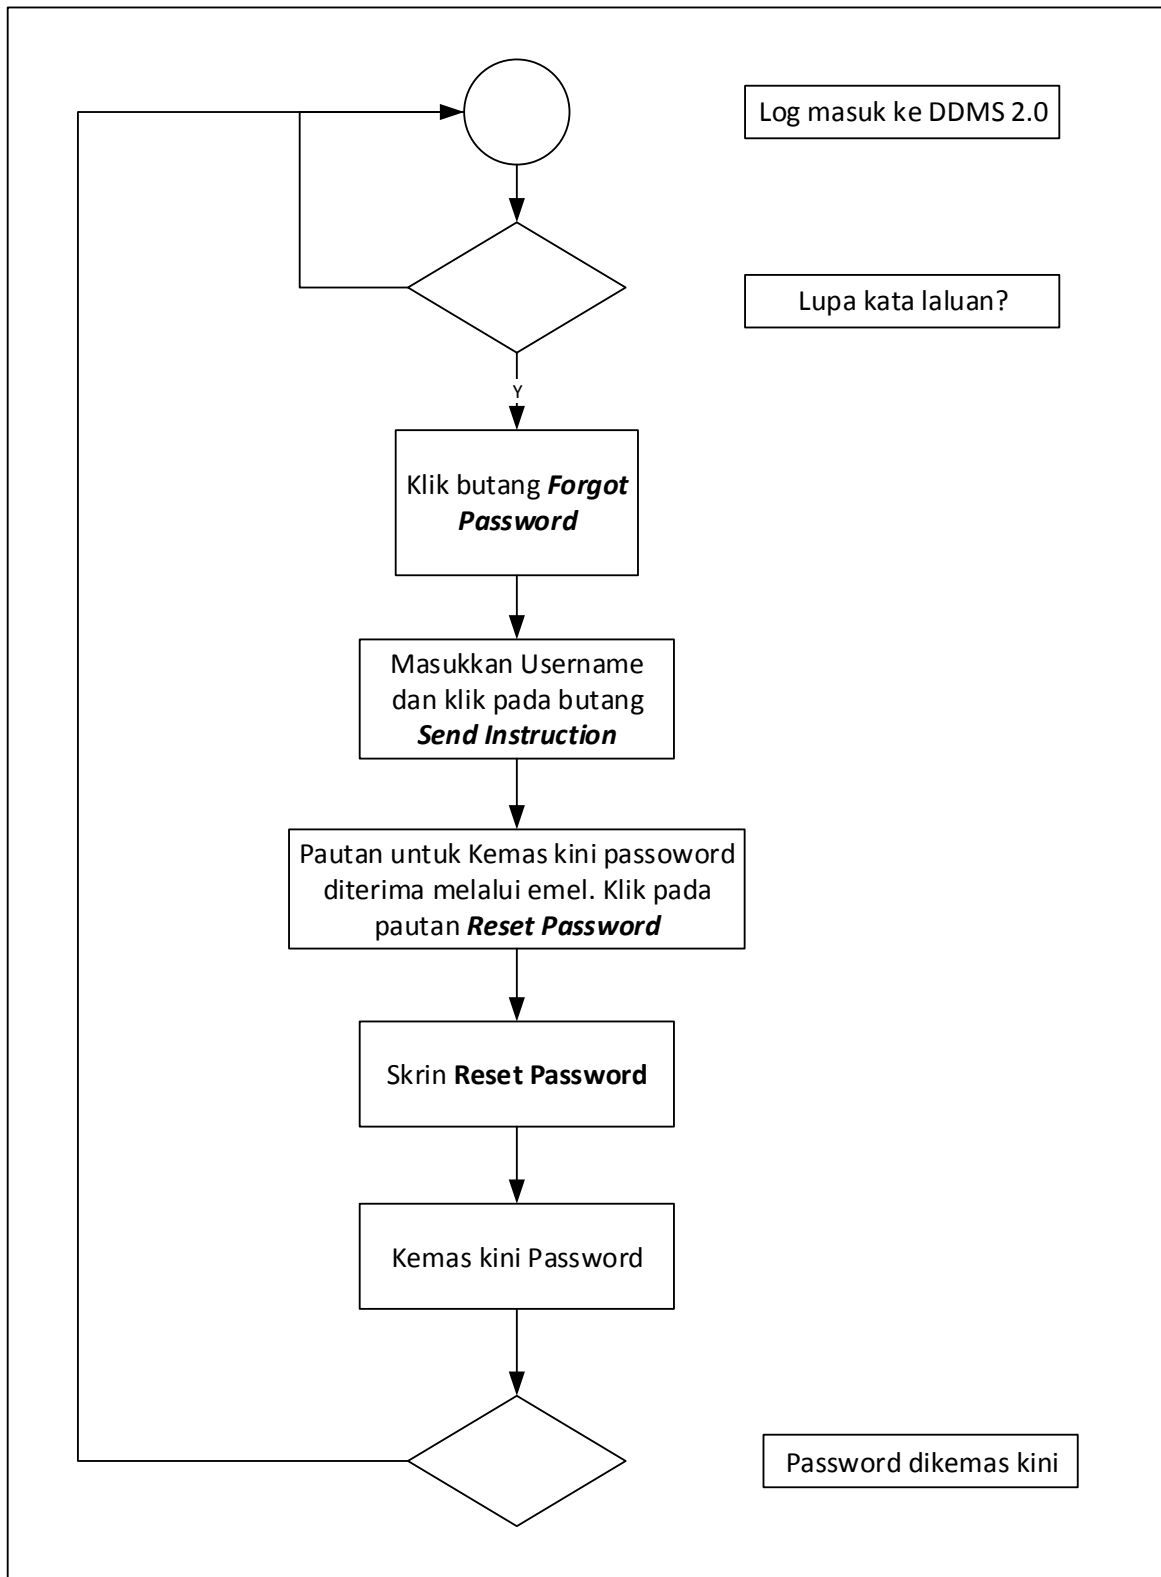 Log masuk ke DDMS 2.0
Lupa kata laluan?
Y
Klik butang Forgot
Password
Masukkan Username
dan klik pada butang
Send Instruction
Pautan untuk Kemas kini passoword
diterima melalui emel. Klik pada
pautan Reset Password
Skrin Reset Password
Kemas kini Password
Password dikemas kini